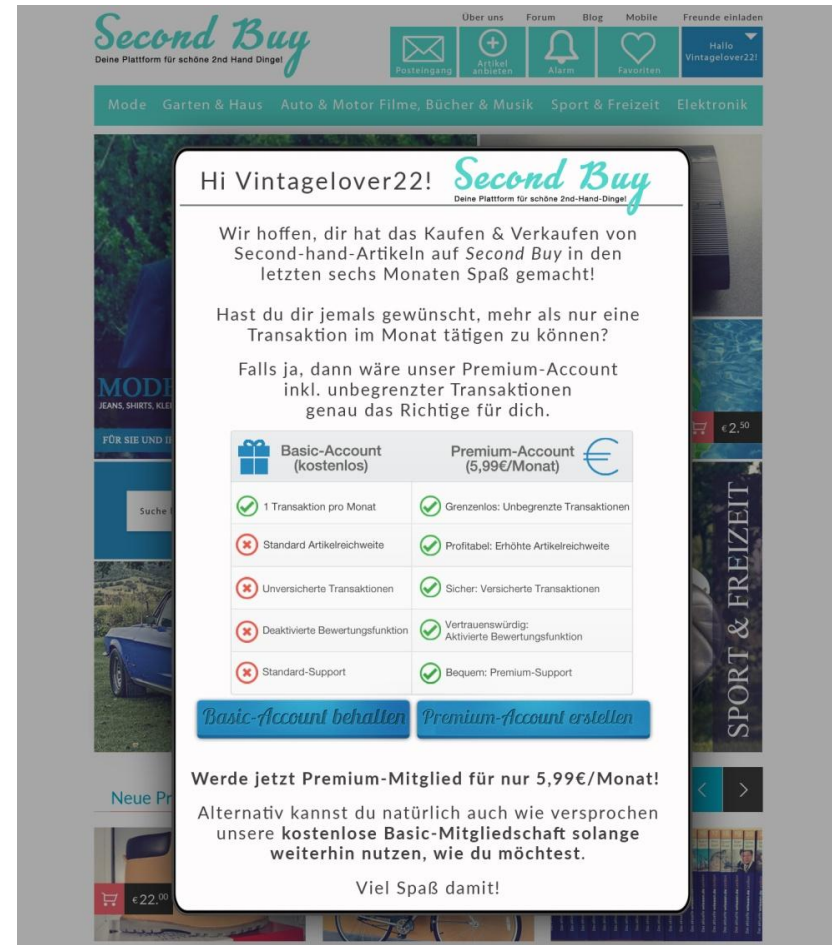 Über uns Forum Blog Mobile Freunde einladen
Second Buy
Deine Plattform für schöne 2nd Hand Dinge!
Posteingang
Artikel
anbieten
Alarm
Favoriten
Hallo
Vintagelover22!
Mode Garten & Haus Auto & Motor Filme, Bücher & Musik Sport & Freizeit Elektronik
Hi Vintagelover22!
Second Buy
Deine Plattform für schöne 2nd-Hand-Dinge!
Wir hoffen, dir hat das Kaufen & Verkaufen von
Second-hand-Artikeln auf Second Buy in den
letzten sechs Monaten Spaß gemacht!
Hast du dir jemals gewünscht, mehr als nur eine
Transaktion im Monat tätigen zu können?
Falls ja, dann wäre unser Premium-Account
inkl. unbegrenzter Transaktionen
genau das Richtige für dich.
Basic-Account
(kostenlos)
Premium-Account
(5,99€/Monat)
€
1 Transaktion pro Monat
Grenzenlos: Unbegrenzte Transaktionen
Standard Artikelreichweite
Profitabel: Erhöhte Artikelreichweite
Unversicherte Transaktionen
Sicher: Versicherte Transaktionen
Deaktivierte Bewertungsfunktion
Vertrauenswürdig:
Aktivierte Bewertungsfunktion
Standard-Support
Bequem: Premium-Support
Basic-Account behalten
Premium-Account erstellen
Werde jetzt Premium-Mitglied für nur 5,99€/Monat!
Alternativ kannst du natürlich auch wie versprochen
unsere kostenlose Basic-Mitgliedschaft solange
weiterhin nutzen, wie du möchtest.
Viel Spaß damit!
MODE
JEANS, SHIRTS, KLEI
FÜR SIE UND I
€2.50
Suche
SPORT & FREIZEIT
Neue Pr
€22.00